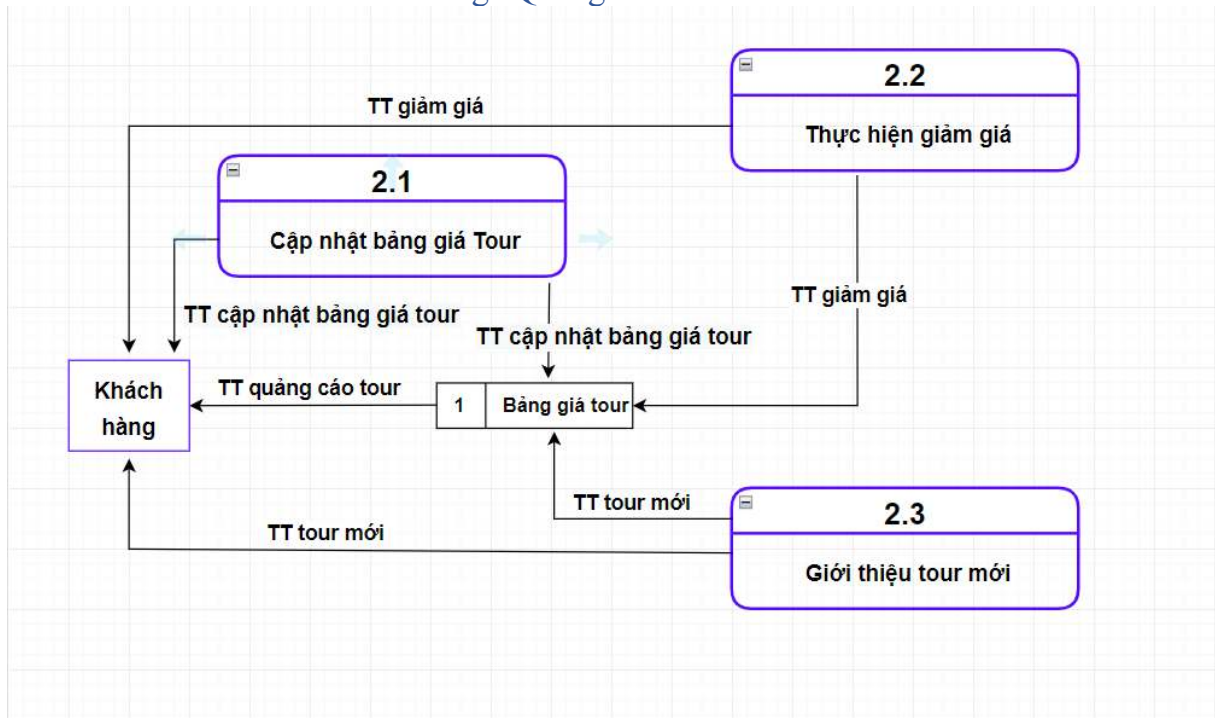 2.2
TT giảm giá
Thực hiện giảm giá
2.1
Cập nhật bảng giá Tour
TT giảm giá
TT cập nhật bảng giá tour
TT cập nhật bảng giá tour
Khách
hàng
TT quảng cáo tour
1
Bảng giá tour
TT tour mới
2.3
TT tour mới
Giới thiệu tour mới